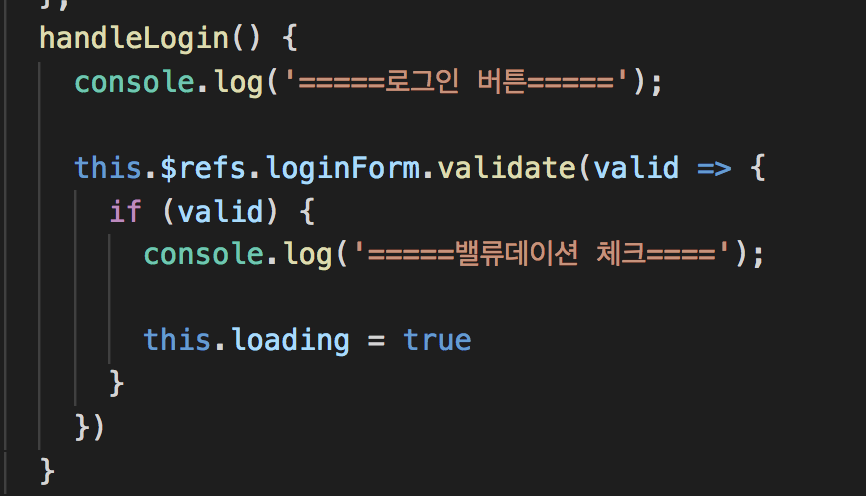 },
handleLogin() {
console.log('=====로그인 버튼=====');
this.$refs.loginForm.validate(valid => {
if (valid) {
console.log('=====밸류데이션 체크====');
this.loading = true
}
})
}